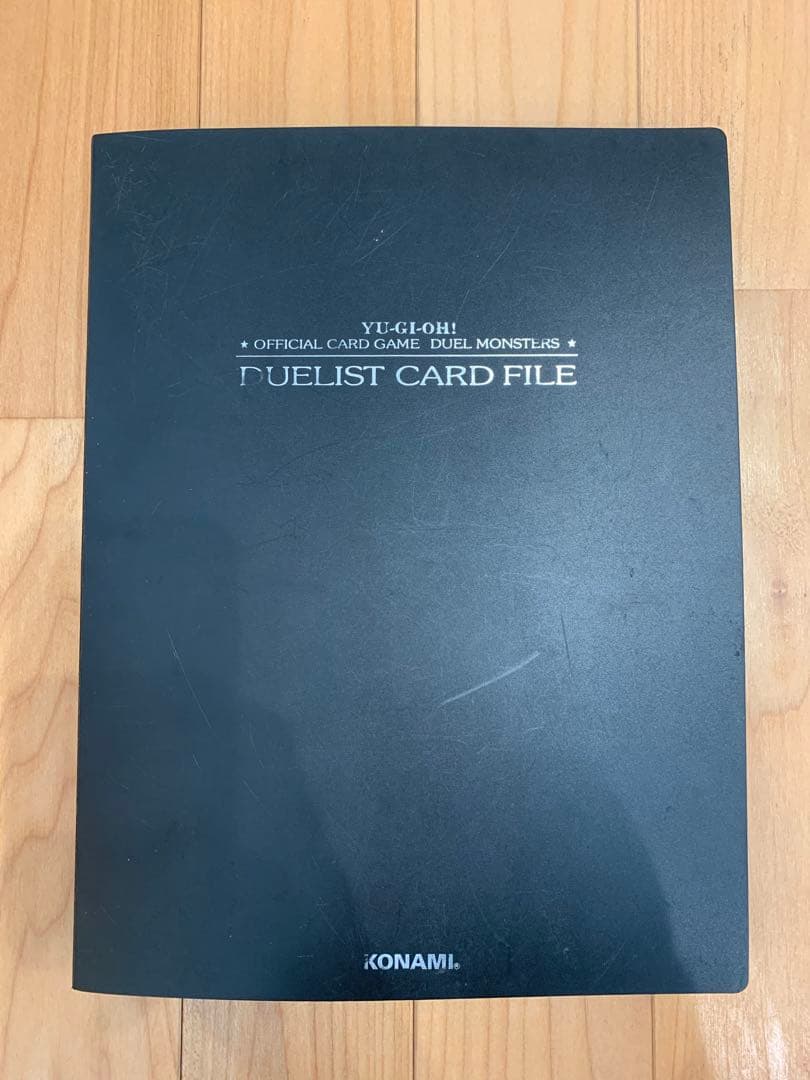 YU-GI-OH!
★ OFFICIAL CARD GAME DUEL MONSTERS ★
DUELIST CARD FILE
KONAMI®